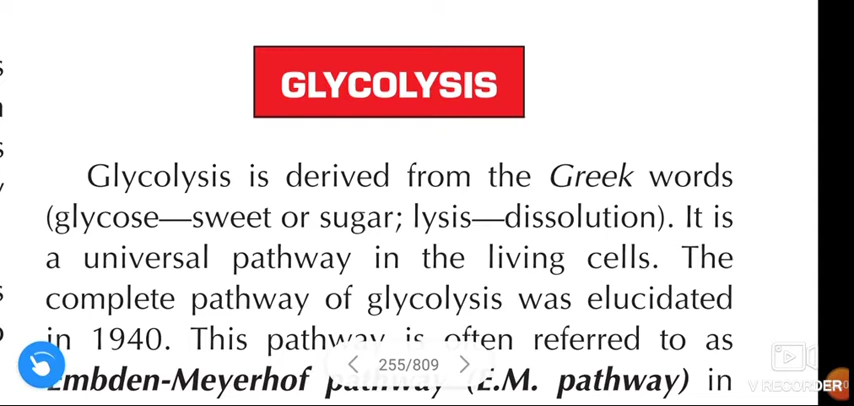 GLYCOLYSIS
Glycolysis is derived from the Greek words
(glycose—sweet or sugar; lysis—dissolution). It is
a universal pathway in the living cells. The
complete pathway of glycolysis was elucidated
in 1940. This pathway is often referred to as
Embden-Meyerhof pathway (E.M. pathway) in
255/809
V RECORDER